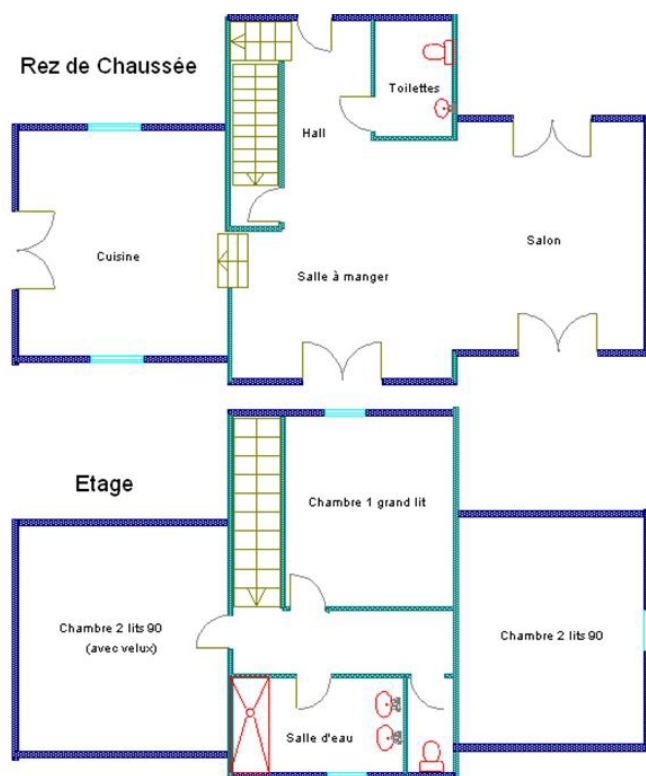 Rez de Chaussée
Toilettes
Hall
Cuisine
Salle à manger
Salon
Etage
Chambre 1 grand lit
Chambre 2 lits 90
(avec velux)
Chambre 2 lits 90
Salle d'eau